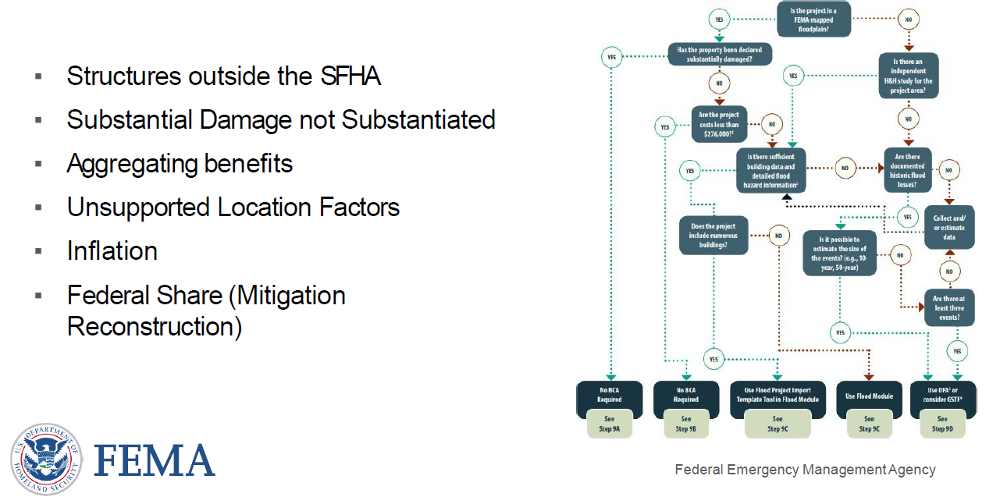 ▪ Structures outside the SFHA
▪ Substantial Damage not Substantiated
▪ Aggregating benefits
▪ Unsupported Location Factors
▪ Inflation
▪ Federal Share (Mitigation
Reconstruction)
Is the project in a
FEMA-mapped
floodplain?
YES
NO
Has the property been declared
substantially damaged?
YES
NO
Is there an
independent
H&H study for the
project area?
YES
NO
Are the project
costs less than
$276,000?¹
YES
NO
Is there sufficient
building data and
detailed flood
hazard information²
YES
NO
Are there
documented
historic flood
losses?
NO
YES
Collect and/
or estimate
data
Does the project
include numerous
buildings?
NO
YES
Is it possible to
estimate the size of
the events? (e.g., 10-
year, 50-year)
NO
YES
NO
Are there at
least three
events?
YES
No BCA
Required
See
Step 9A
No BCA
Required
See
Step 9B
Use Flood Project Import
Template Tool in Flood Module
See
Step 9C
Use Flood Module
See
Step 9C
Use DFA³ or
consider GSTF⁴
See
Step 9D
U.S. DEPARTMENT OF
HOMELAND SECURITY
FEMA
Federal Emergency Management Agency